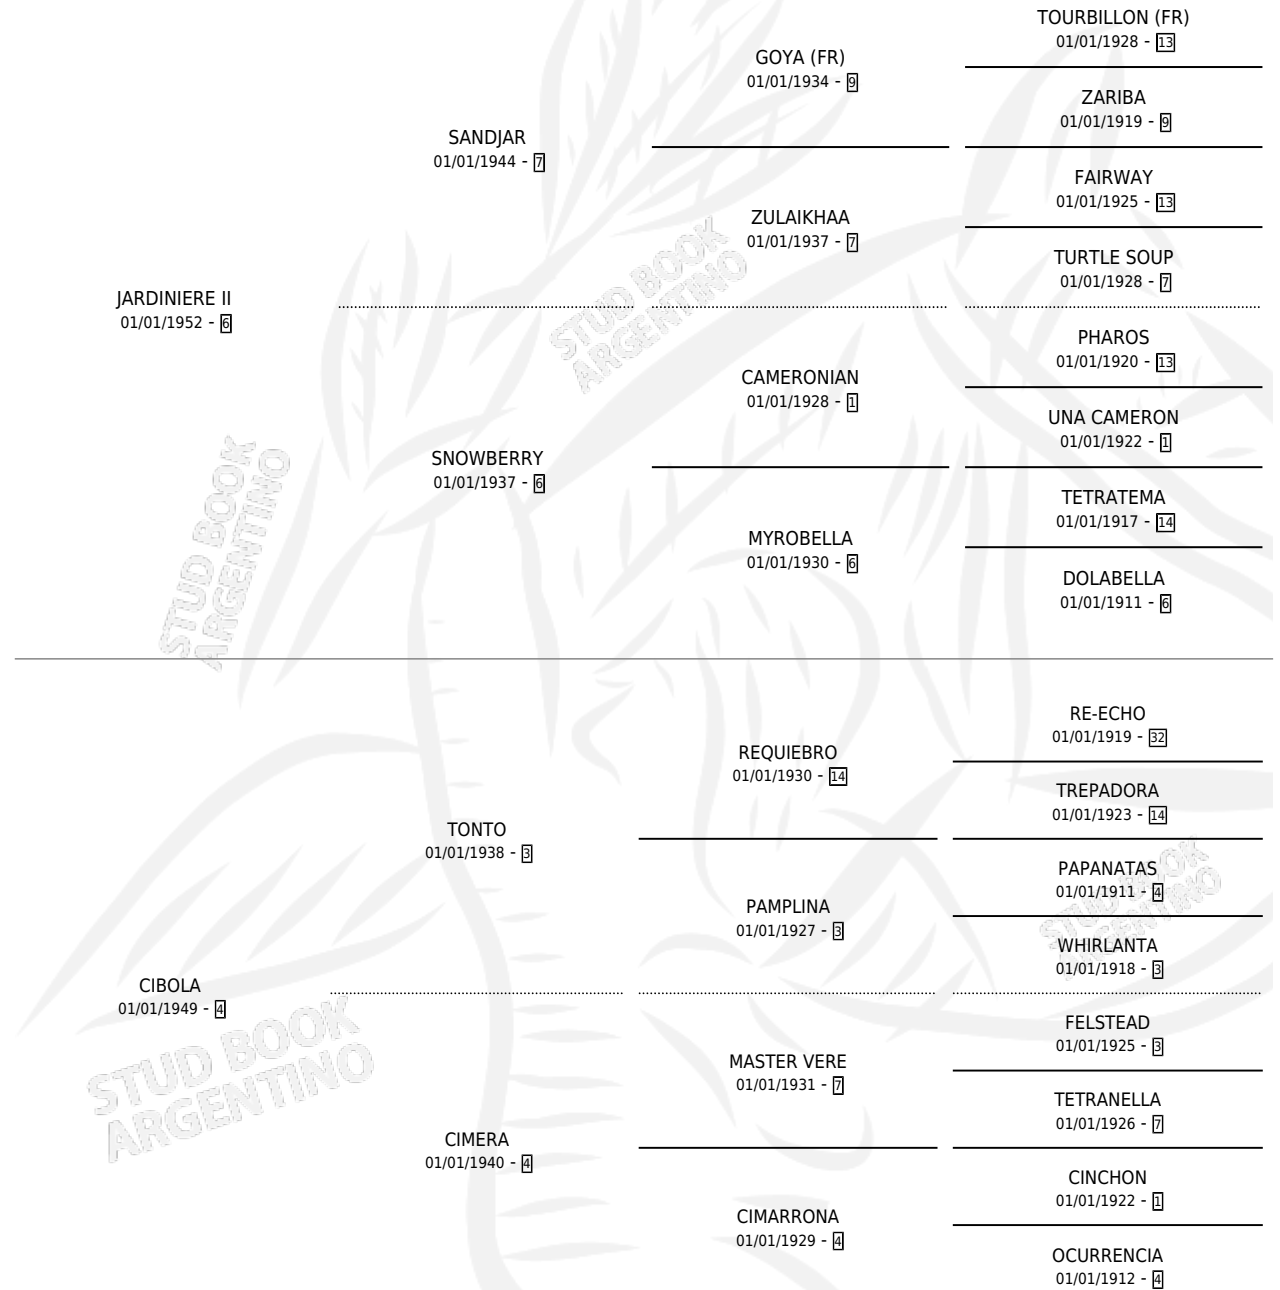 TOURBILLON (FR)
01/01/1928 - 13
GOYA (FR)
01/01/1934 - 9
ZARIBA
01/01/1919 - 9
SANDJAR
01/01/1944 - 7
FAIRWAY
01/01/1925 - 13
ZULAIKHAA
01/01/1937 - 7
TURTLE SOUP
01/01/1928 - 7
JARDINIERE II
01/01/1952 - 6
PHAROS
01/01/1920 - 13
CAMERONIAN
01/01/1928 - 1
UNA CAMERON
01/01/1922 - 1
SNOWBERRY
01/01/1937 - 6
TETRATEMA
01/01/1917 - 14
MYROBELLA
01/01/1930 - 6
DOLABELLA
01/01/1911 - 6
RE-ECHO
01/01/1919 - 32
REQUIEBRO
01/01/1930 - 14
TREPADORA
01/01/1923 - 14
TONTO
01/01/1938 - 3
PAPANATAS
01/01/1911 - 4
PAMPLINA
01/01/1927 - 3
WHIRLANTA
01/01/1918 - 3
CIBOLA
01/01/1949 - 4
FELSTEAD
01/01/1925 - 3
MASTER VERE
01/01/1931 - 7
TETRANELLA
01/01/1926 - 7
CIMERA
01/01/1940 - 4
CINCHON
01/01/1922 - 1
CIMARRONA
01/01/1929 - 4
OCURRENCIA
01/01/1912 - 4
STUD BOOK
ARGENTINO
STUD BOOK
ARGENTINO
STUD BOOK
ARGENTINO
STUD BOOK
ARGENTINO